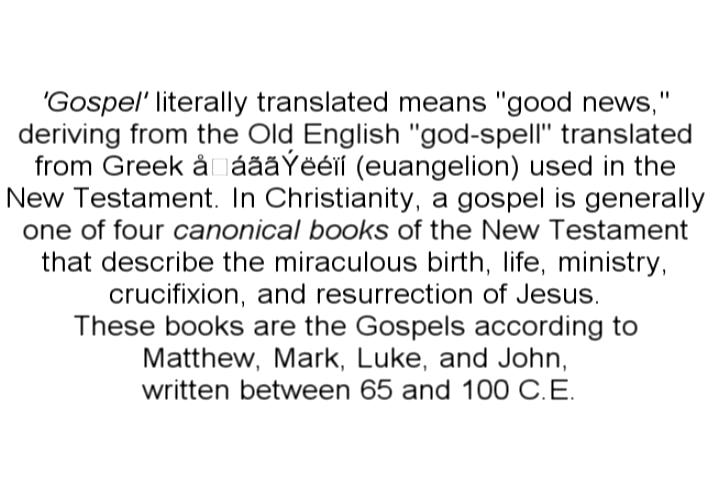 'Gospel' literally translated means "good news,"
deriving from the Old English "god-spell" translated
from Greek å□áããÝëéïí (euangelion) used in the
New Testament. In Christianity, a gospel is generally
one of four canonical books of the New Testament
that describe the miraculous birth, life, ministry,
crucifixion, and resurrection of Jesus.
These books are the Gospels according to
Matthew, Mark, Luke, and John,
written between 65 and 100 C.E.